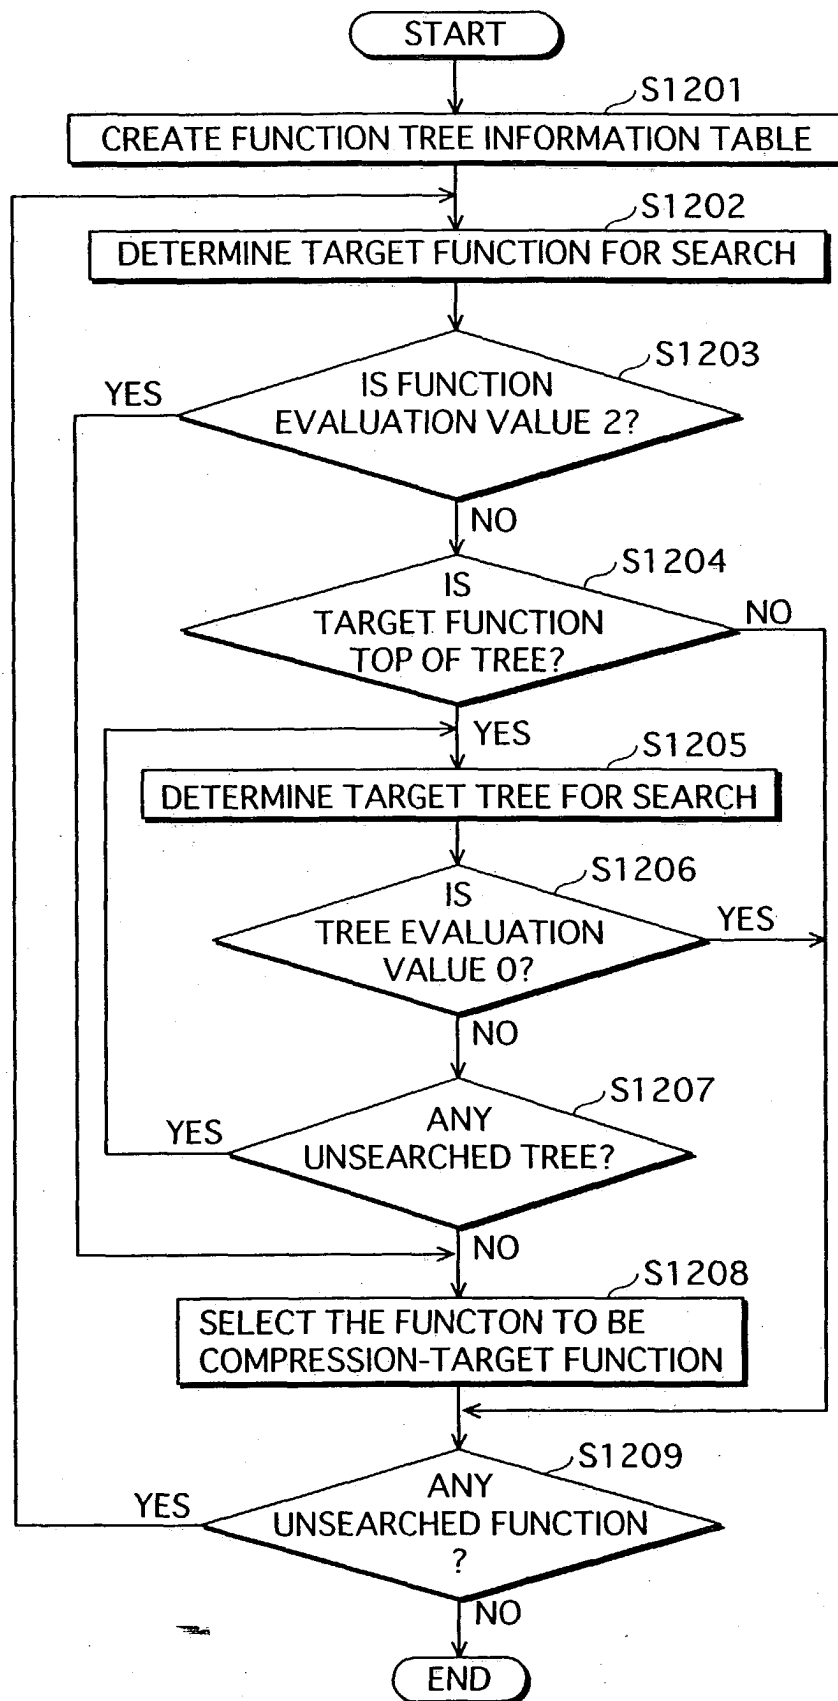 START
S1201
CREATE FUNCTION TREE INFORMATION TABLE
S1202
DETERMINE TARGET FUNCTION FOR SEARCH
S1203
YES
IS FUNCTION
EVALUATION VALUE 2?
NO
S1204
IS
TARGET FUNCTION
TOP OF TREE?
NO
YES
S1205
DETERMINE TARGET TREE FOR SEARCH
S1206
IS
TREE EVALUATION
VALUE 0?
YES
NO
S1207
ANY
UNSEARCHED TREE?
YES
NO
S1208
SELECT THE FUNCTON TO BE
COMPRESSION-TARGET FUNCTION
S1209
ANY
UNSEARCHED FUNCTION
?
YES
NO
END